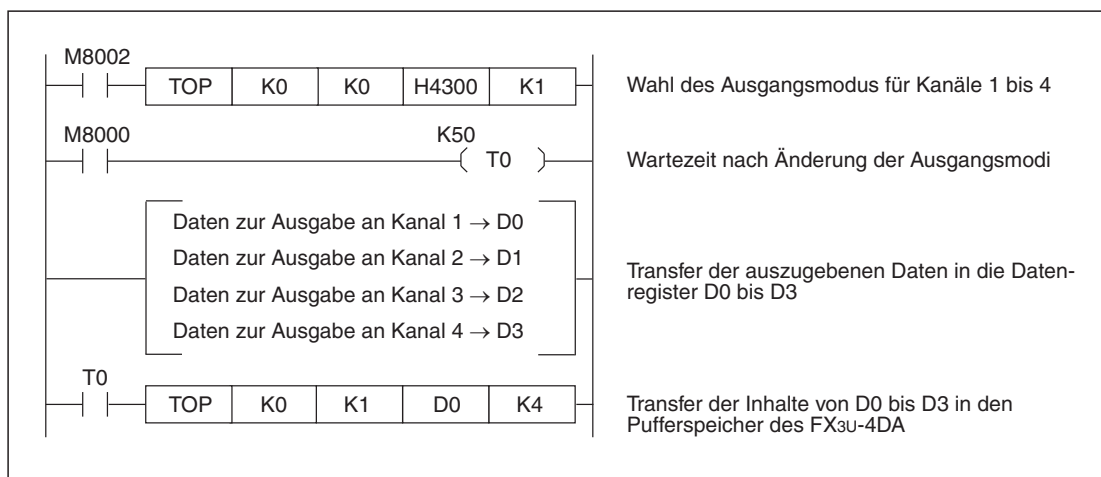 M8002
TOP K0 K0 H4300 K1
Wahl des Ausgangsmodus für Kanäle 1 bis 4
M8000
K50
T0
Wartezeit nach Änderung der Ausgangsmodi
Daten zur Ausgabe an Kanal 1 → D0
Daten zur Ausgabe an Kanal 2 → D1
Daten zur Ausgabe an Kanal 3 → D2
Daten zur Ausgabe an Kanal 4 → D3
Transfer der auszugebenen Daten in die Daten-
register D0 bis D3
T0
TOP K0 K1 D0 K4
Transfer der Inhalte von D0 bis D3 in den
Pufferspeicher des FX3U-4DA